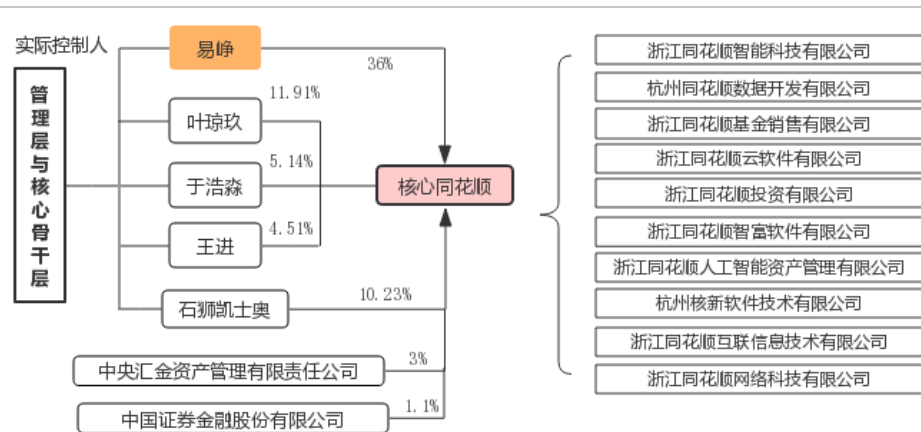 实际控制人
管理层与核心骨干层
易峥
36%
叶琼玖
11.91%
于浩淼
5.14%
王进
4.51%
石狮凯士奥
10.23%
中央汇金资产管理有限责任公司
3%
中国证券金融股份有限公司
1.1%
核心同花顺
浙江同花顺智能科技有限公司
杭州同花顺数据开发有限公司
浙江同花顺基金销售有限公司
浙江同花顺云软件有限公司
浙江同花顺投资有限公司
浙江同花顺智富软件有限公司
浙江同花顺人工智能资产管理有限公司
杭州核新软件技术有限公司
浙江同花顺互联信息技术有限公司
浙江同花顺网络科技有限公司